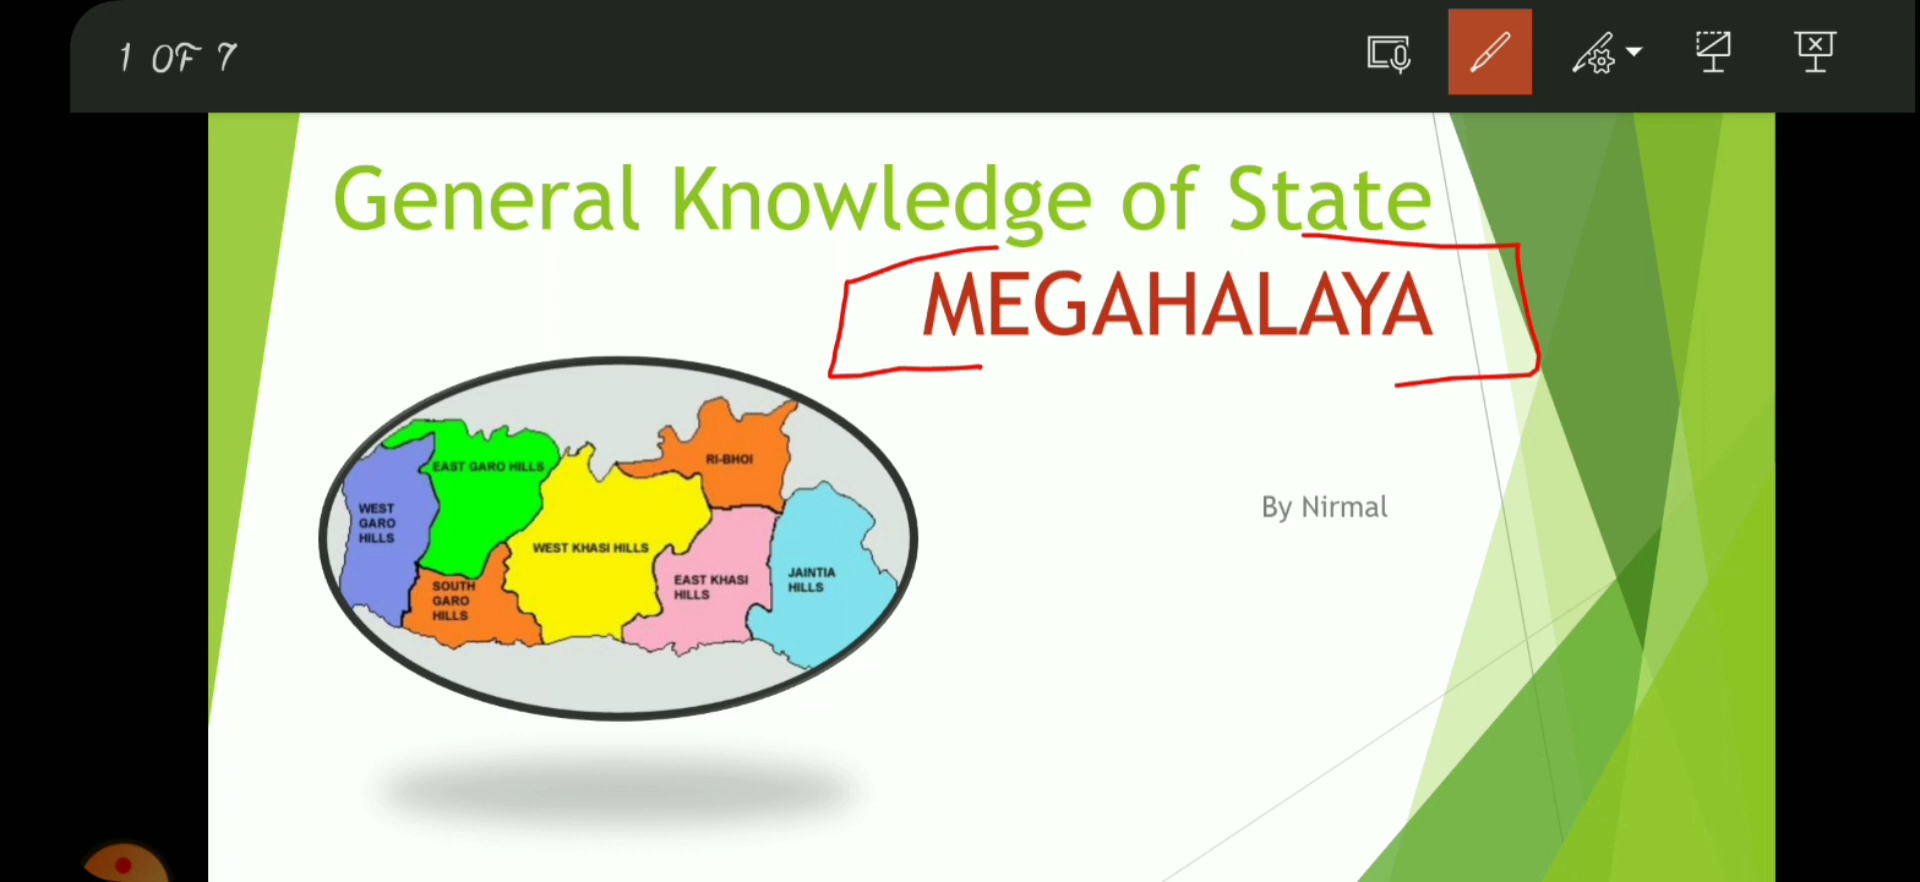 1 OF 7
General Knowledge of State
MEGAHALAYA
By Nirmal
EAST GARO HILLS
RI-BHOI
WEST
GARO
HILLS
WEST KHASI HILLS
SOUTH
GARO
HILLS
EAST KHASI
HILLS
JAINTIA
HILLS